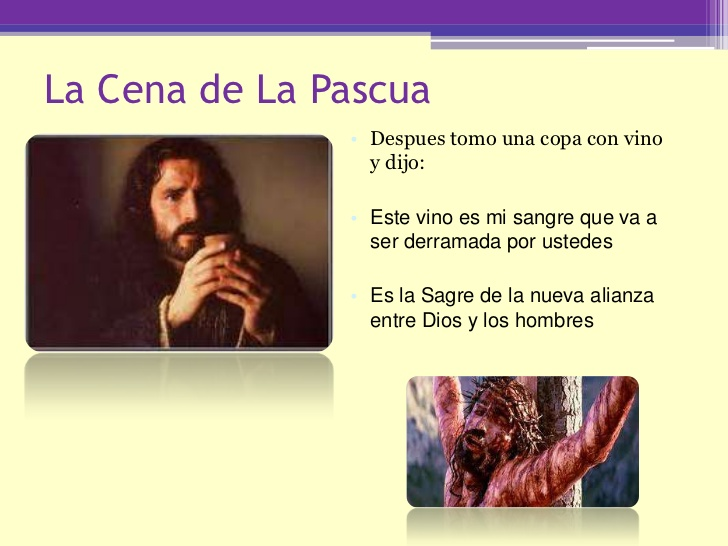 La Cena de La Pascua
Despues tomo una copa con vino
y dijo:
Este vino es mi sangre que va a
ser derramada por ustedes
Es la Sagre de la nueva alianza
entre Dios y los hombres